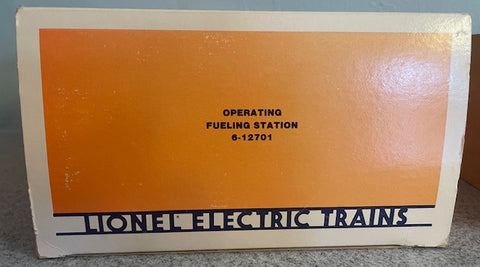 OPERATING
FUELING STATION
6-12701
LIONEL ELECTRIC TRAINS